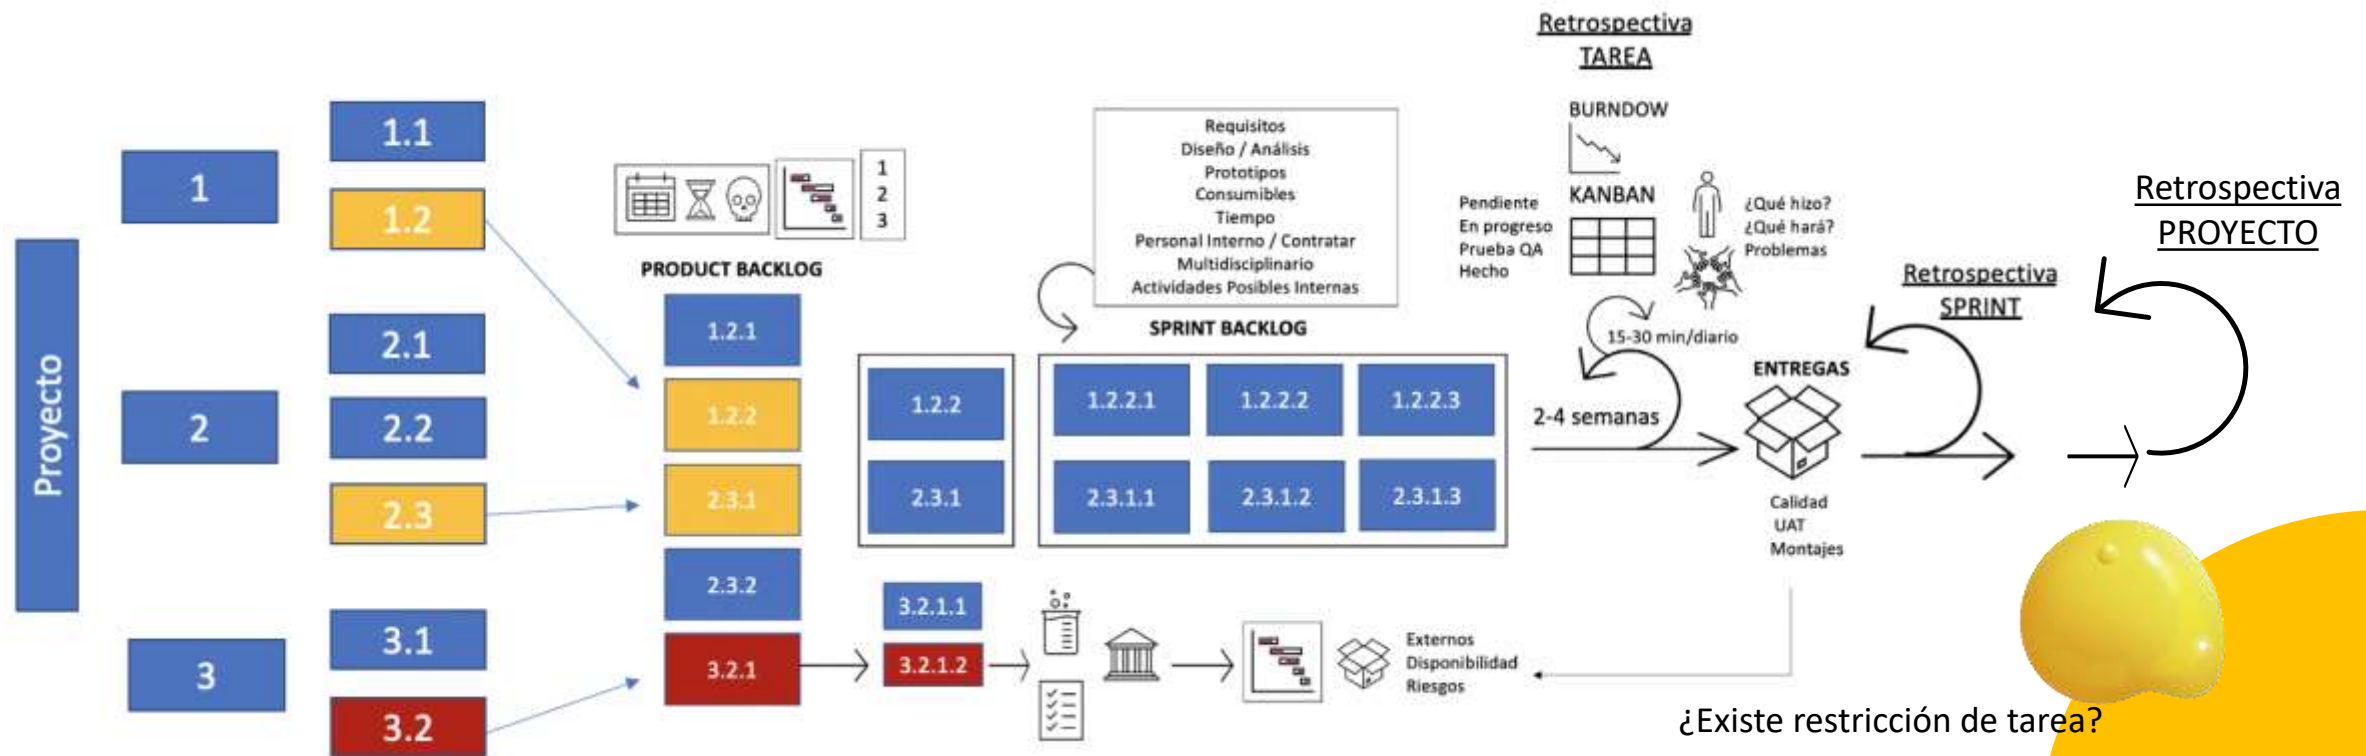 Proyecto
1
2
3
1.1
1.2
2.1
2.2
2.3
3.1
3.2
1
2
3
PRODUCT BACKLOG
1.2.1
1.2.2
2.3.1
2.3.2
3.2.1
Requisitos
Diseño / Análisis
Prototipos
Consumibles
Tiempo
Personal Interno / Contratar
Multidisciplinario
Actividades Posibles Internas
SPRINT BACKLOG
1.2.2
2.3.1
1.2.2.1
1.2.2.2
1.2.2.3
2.3.1.1
2.3.1.2
2.3.1.3
3.2.1.1
3.2.1.2
Externos
Disponibilidad
Riesgos
Retrospectiva
TAREA
BURNDOW
KANBAN
Pendiente
En progreso
Prueba QA
Hecho
¿Qué hizo?
¿Qué hará?
Problemas
15-30 min/diario
2-4 semanas
ENTREGAS
Calidad
UAT
Montajes
Retrospectiva
SPRINT
Retrospectiva
PROYECTO
¿Existe restricción de tarea?